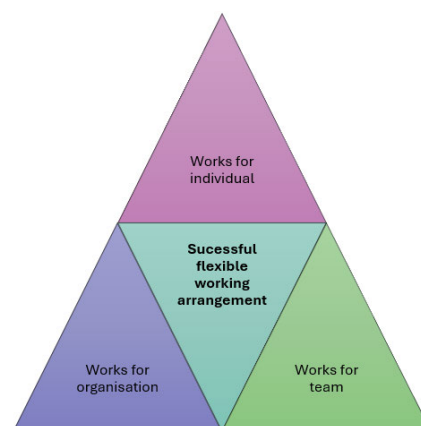 Works for
individual
Sucessful
flexible
working
arrangement
Works for
organisation
Works for
team